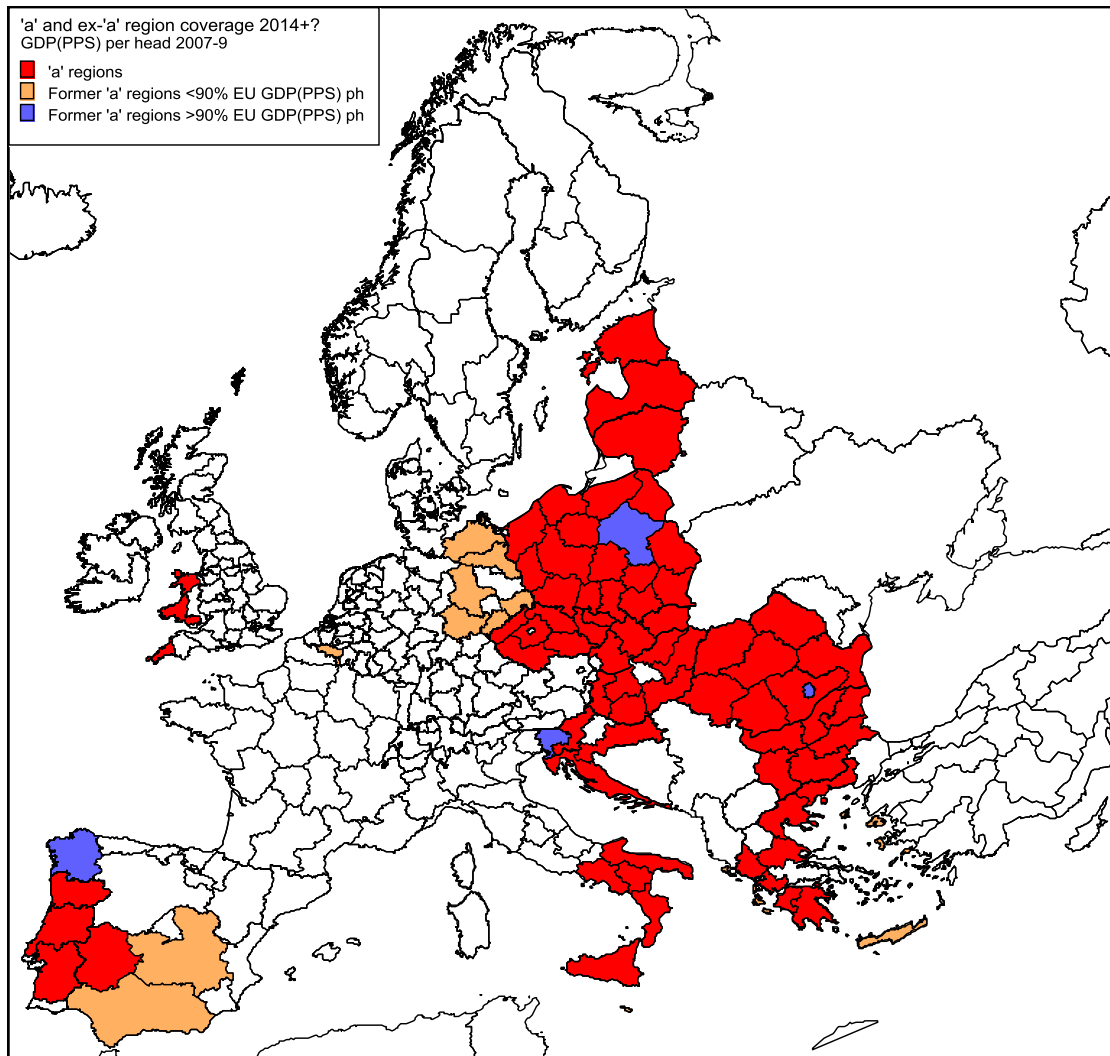 'a' and ex-'a' region coverage 2014+?
GDP(PPS) per head 2007-9
'a' regions
Former 'a' regions <90% EU GDP(PPS) ph
Former 'a' regions >90% EU GDP(PPS) ph